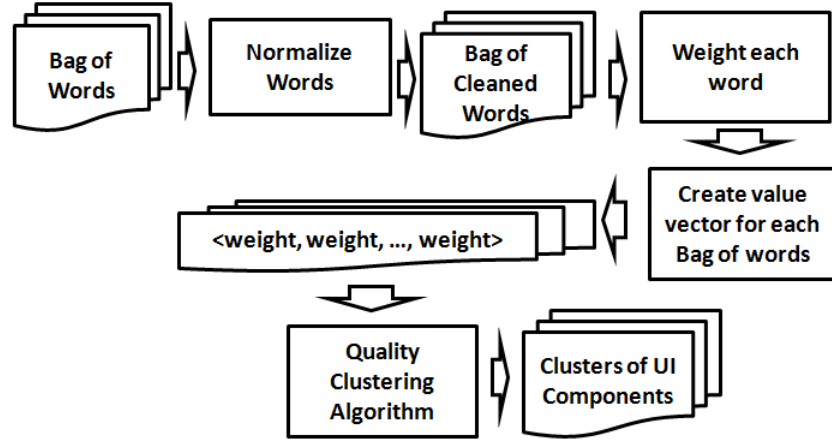 Bag of
Words
Normalize
Words
Bag of
Cleaned
Words
Weight each
word
Create value
vector for each
Bag of words
<weight, weight, ..., weight>
Quality
Clustering
Algorithm
Clusters of UI
Components